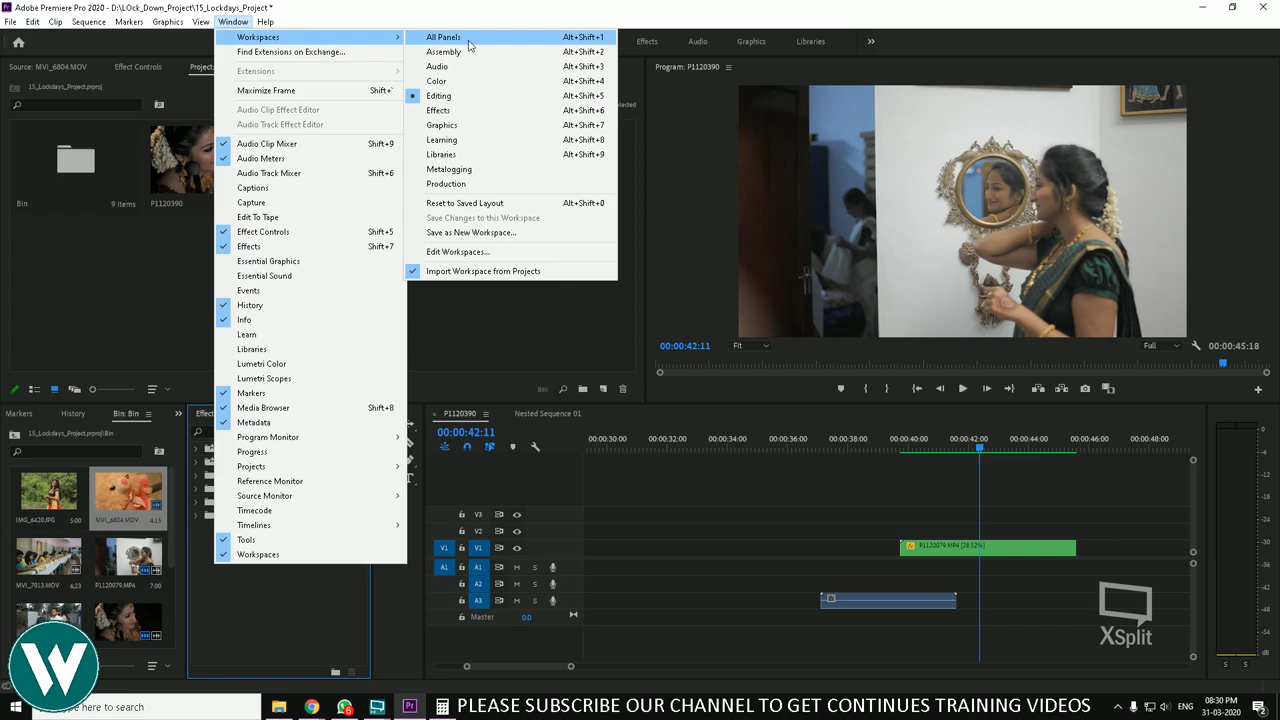 Adobe Premiere Pro 2020 - D:\LOck_Down_Project\15_Lockdays_Project *
File Edit Clip Sequence Markers Graphics View Window Help
Effects Audio Graphics Libraries
Source: MVI_6804.MOV Effect Controls Project:
Program: P1120390
15_Lockdays_Project.prproj
Bin 9 Items P1120390
Workspaces
Find Extensions on Exchange...
Extensions
Maximize Frame Shift+`
Audio Clip Effect Editor
Audio Track Effect Editor
Audio Clip Mixer Shift+9
Audio Meters
Audio Track Mixer Shift+6
Captions
Capture
Edit To Tape
Effect Controls Shift+5
Effects Shift+7
Essential Graphics
Essential Sound
Events
History
Info
Learn
Libraries
Lumetri Color
Lumetri Scopes
Markers
Media Browser Shift+8
Metadata
Program Monitor
Progress
Projects
Reference Monitor
Source Monitor
Timecode
Timelines
Tools
Workspaces
All Panels Alt+Shift+1
Assembly Alt+Shift+2
Audio Alt+Shift+3
Color Alt+Shift+4
Editing Alt+Shift+5
Effects Alt+Shift+6
Graphics Alt+Shift+7
Learning Alt+Shift+8
Libraries Alt+Shift+9
Metalogging
Production
Reset to Saved Layout Alt+Shift+0
Save Changes to this Workspace
Save as New Workspace...
Edit Workspaces...
Import Workspace from Projects
00:00:42:11 Fit Full 00:00:45:18
Markers History Bin: Bin
15_Lockdays_Project.prproj\Bin
IMG_6420.JPG 5:00 MVI_6804.MOV 4:15
MVI_7013.MOV 6;23 P1120079.MP4 7:00
P1120390 Nested Sequence 01
00:00:42:11
00:00:30:00 00:00:32:00 00:00:34:00 00:00:36:00 00:00:38:00 00:00:40:00 00:00:42:00 00:00:44:00 00:00:46:00 00:00:48:00
V3
V2
V1 V1 P1120079.MP4 [28.52%]
A1 A1 M S
A2 M S
A3 M S
Master 0.0
XSplit
W
PLEASE SUBSCRIBE OUR CHANNEL TO GET CONTINUES TRAINING VIDEOS
ENG 08:30 PM
31-03-2020